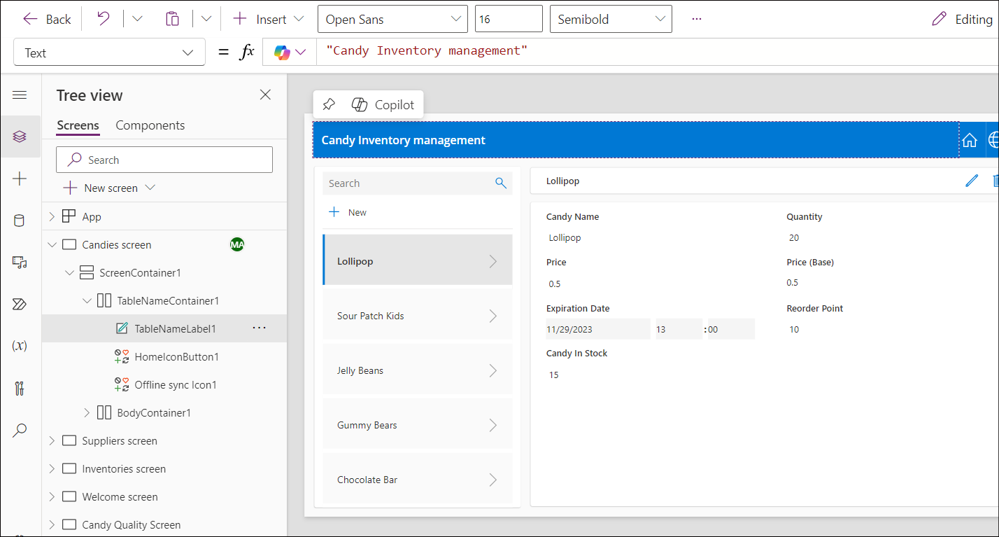 Back
Insert
Open Sans
16
Semibold
...
Editing
Text
= fx
"Candy Inventory management"
Tree view
Screens
Components
Search
New screen
App
Candies screen
MA
ScreenContainer1
TableNameContainer1
TableNameLabel1
...
HomeIconButton1
Offline sync Icon1
BodyContainer1
Suppliers screen
Inventories screen
Welcome screen
Candy Quality Screen
(x)
Copilot
Candy Inventory management
Search
New
Lollipop
Sour Patch Kids
Jelly Beans
Gummy Bears
Chocolate Bar
Lollipop
Candy Name
Quantity
Lollipop
20
Price
Price (Base)
0.5
0.5
Expiration Date
Reorder Point
11/29/2023 13 :00
10
Candy In Stock
15